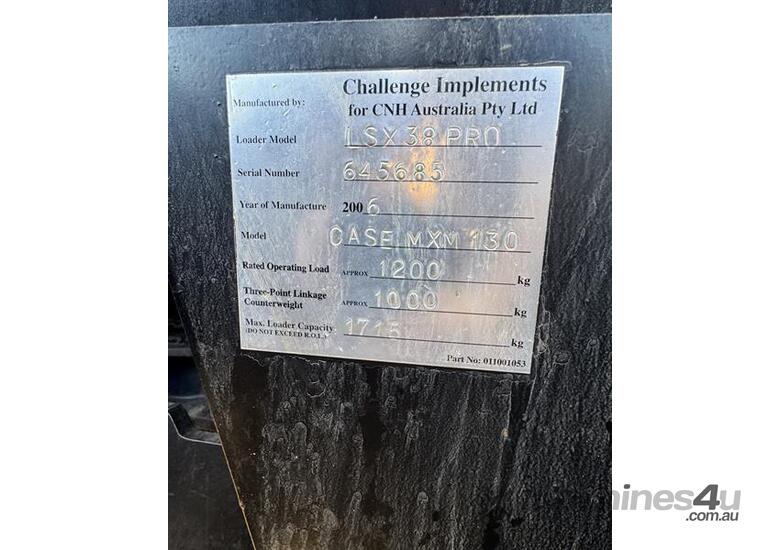 Manufactured by: Challenge Implements
for CNH Australia Pty Ltd
Loader Model LSX 38 PRO
Serial Number 645685
Year of Manufacture 2006
Model CASE MXM 130
Rated Operating Load APPROX 1200 kg
Three-Point Linkage
Counterweight APPROX 1000 kg
Max. Loader Capacity 1715 kg
(DO NOT EXCEED R.O.L.)
Part No: 011001053
machines4u
.com.au